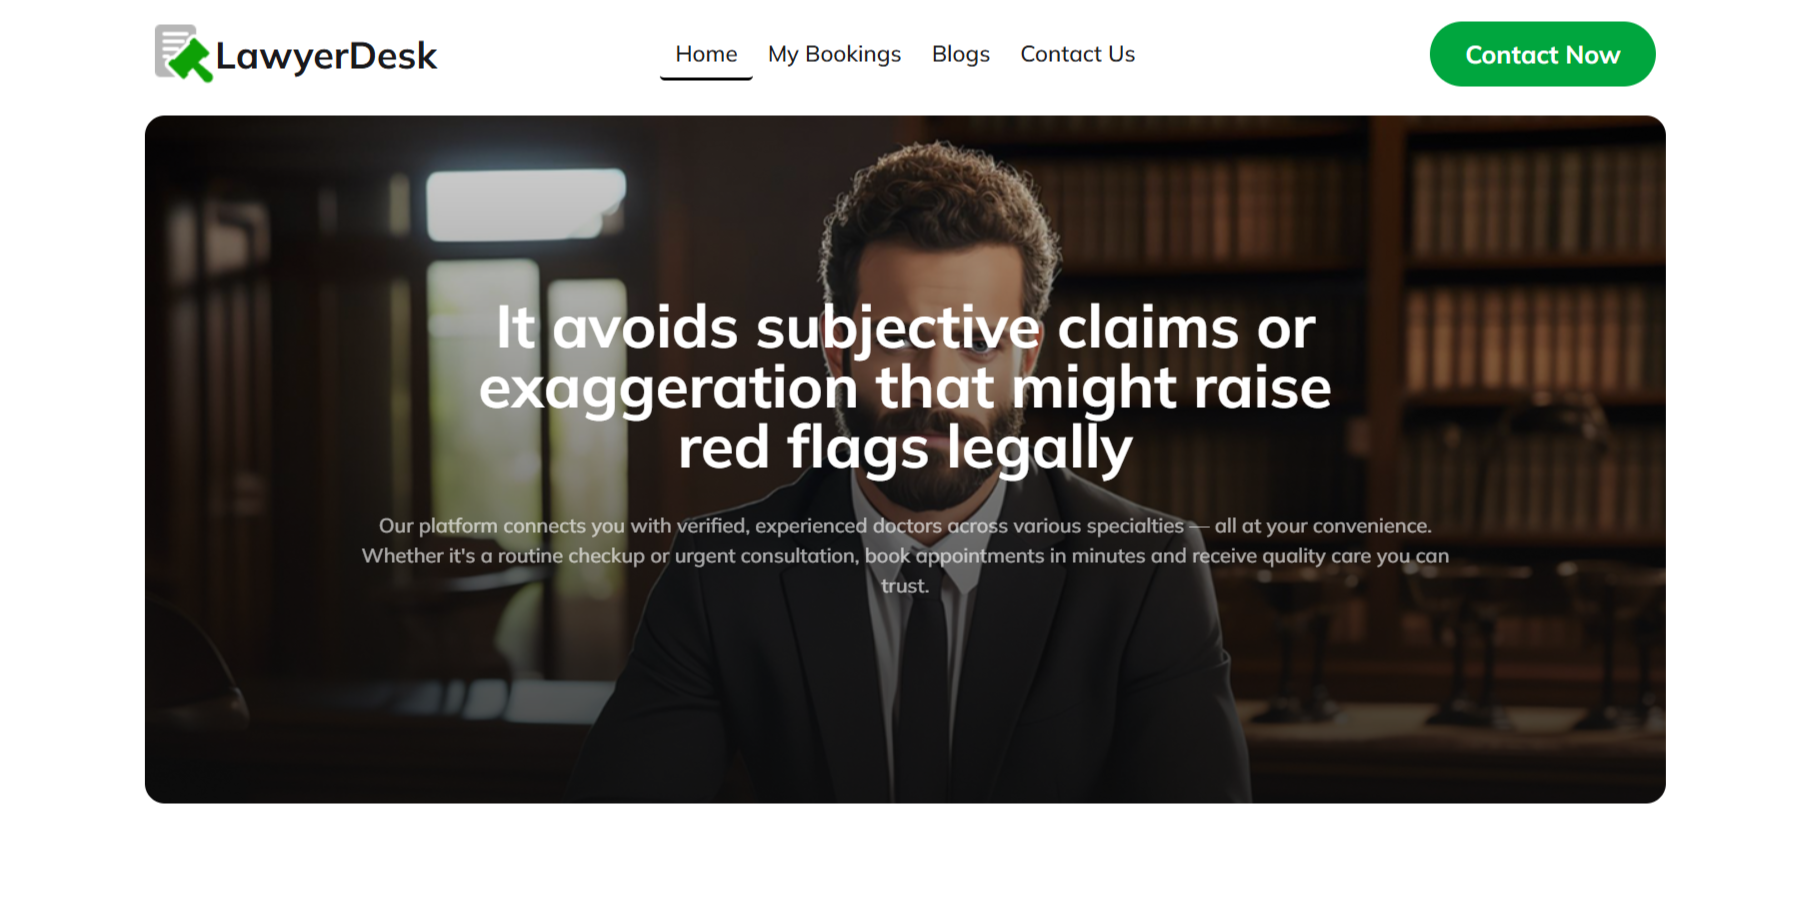 LawyerDesk
Home
My Bookings
Blogs
Contact Us
Contact Now
It avoids subjective claims or
exaggeration that might raise
red flags legally
Our platform connects you with verified, experienced doctors across various specialties — all at your convenience.
Whether it's a routine checkup or urgent consultation, book appointments in minutes and receive quality care you can
trust.